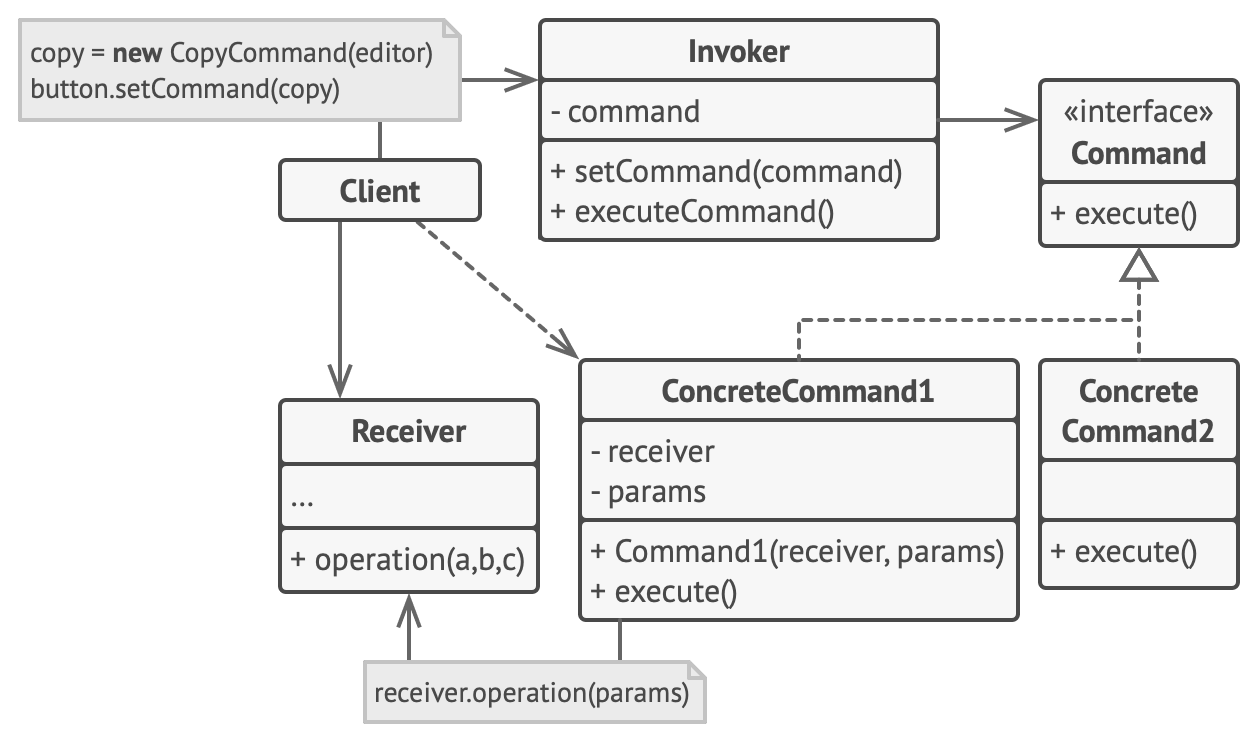 copy = new CopyCommand(editor)
button.setCommand(copy)
Client
Invoker
- command
+ setCommand(command)
+ executeCommand()
«interface»
Command
+ execute()
Receiver
...
+ operation(a,b,c)
ConcreteCommand1
- receiver
- params
+ Command1(receiver, params)
+ execute()
Concrete
Command2
+ execute()
receiver.operation(params)